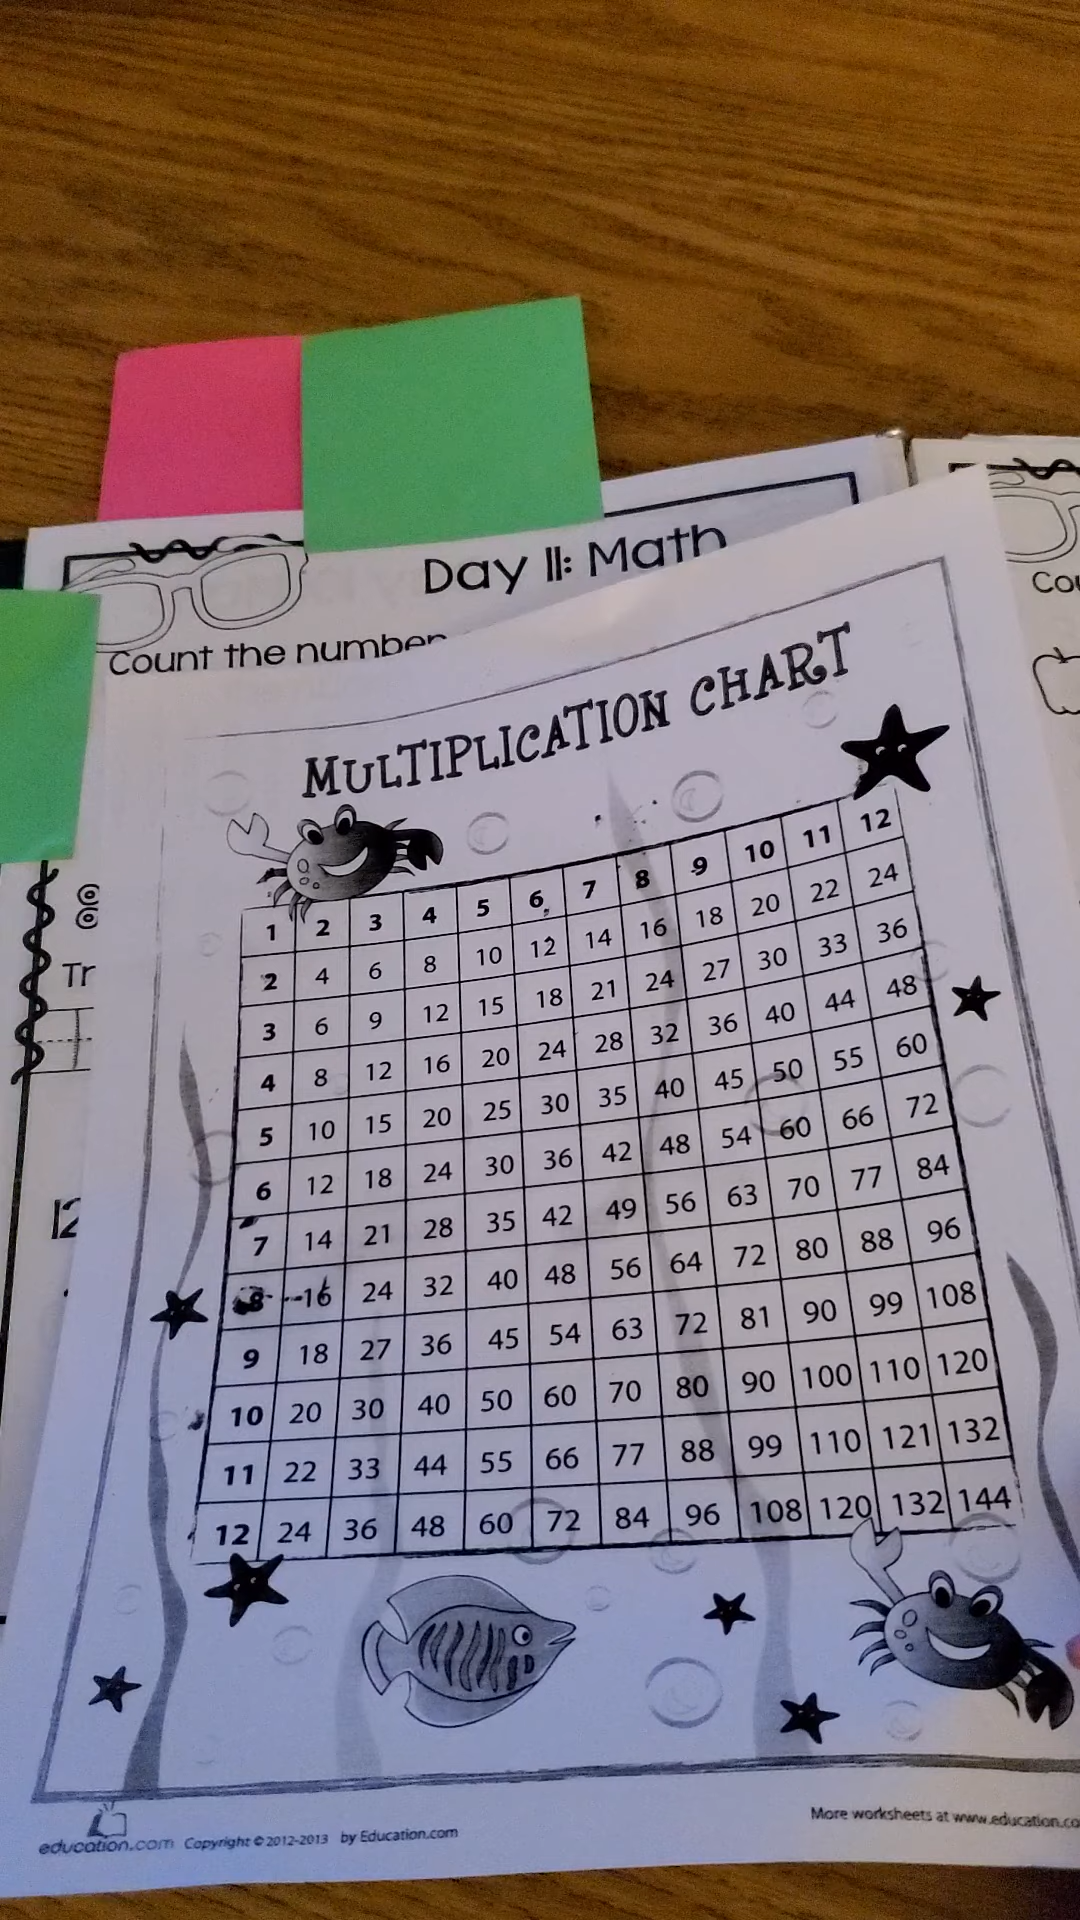 Day 11: Math
Count the number
Cou
Tr
12
MULTIPLICATION CHART
1 2 3 4 5 6 7 8 9 10 11 12
2 4 6 8 10 12 14 16 18 20 22 24
3 6 9 12 15 18 21 24 27 30 33 36
4 8 12 16 20 24 28 32 36 40 44 48
5 10 15 20 25 30 35 40 45 50 55 60
6 12 18 24 30 36 42 48 54 60 66 72
7 14 21 28 35 42 49 56 63 70 77 84
8 16 24 32 40 48 56 64 72 80 88 96
9 18 27 36 45 54 63 72 81 90 99 108
10 20 30 40 50 60 70 80 90 100 110 120
11 22 33 44 55 66 77 88 99 110 121 132
12 24 36 48 60 72 84 96 108 120 132 144
education.com Copyright © 2012-2013 by Education.com
More worksheets at www.education.co